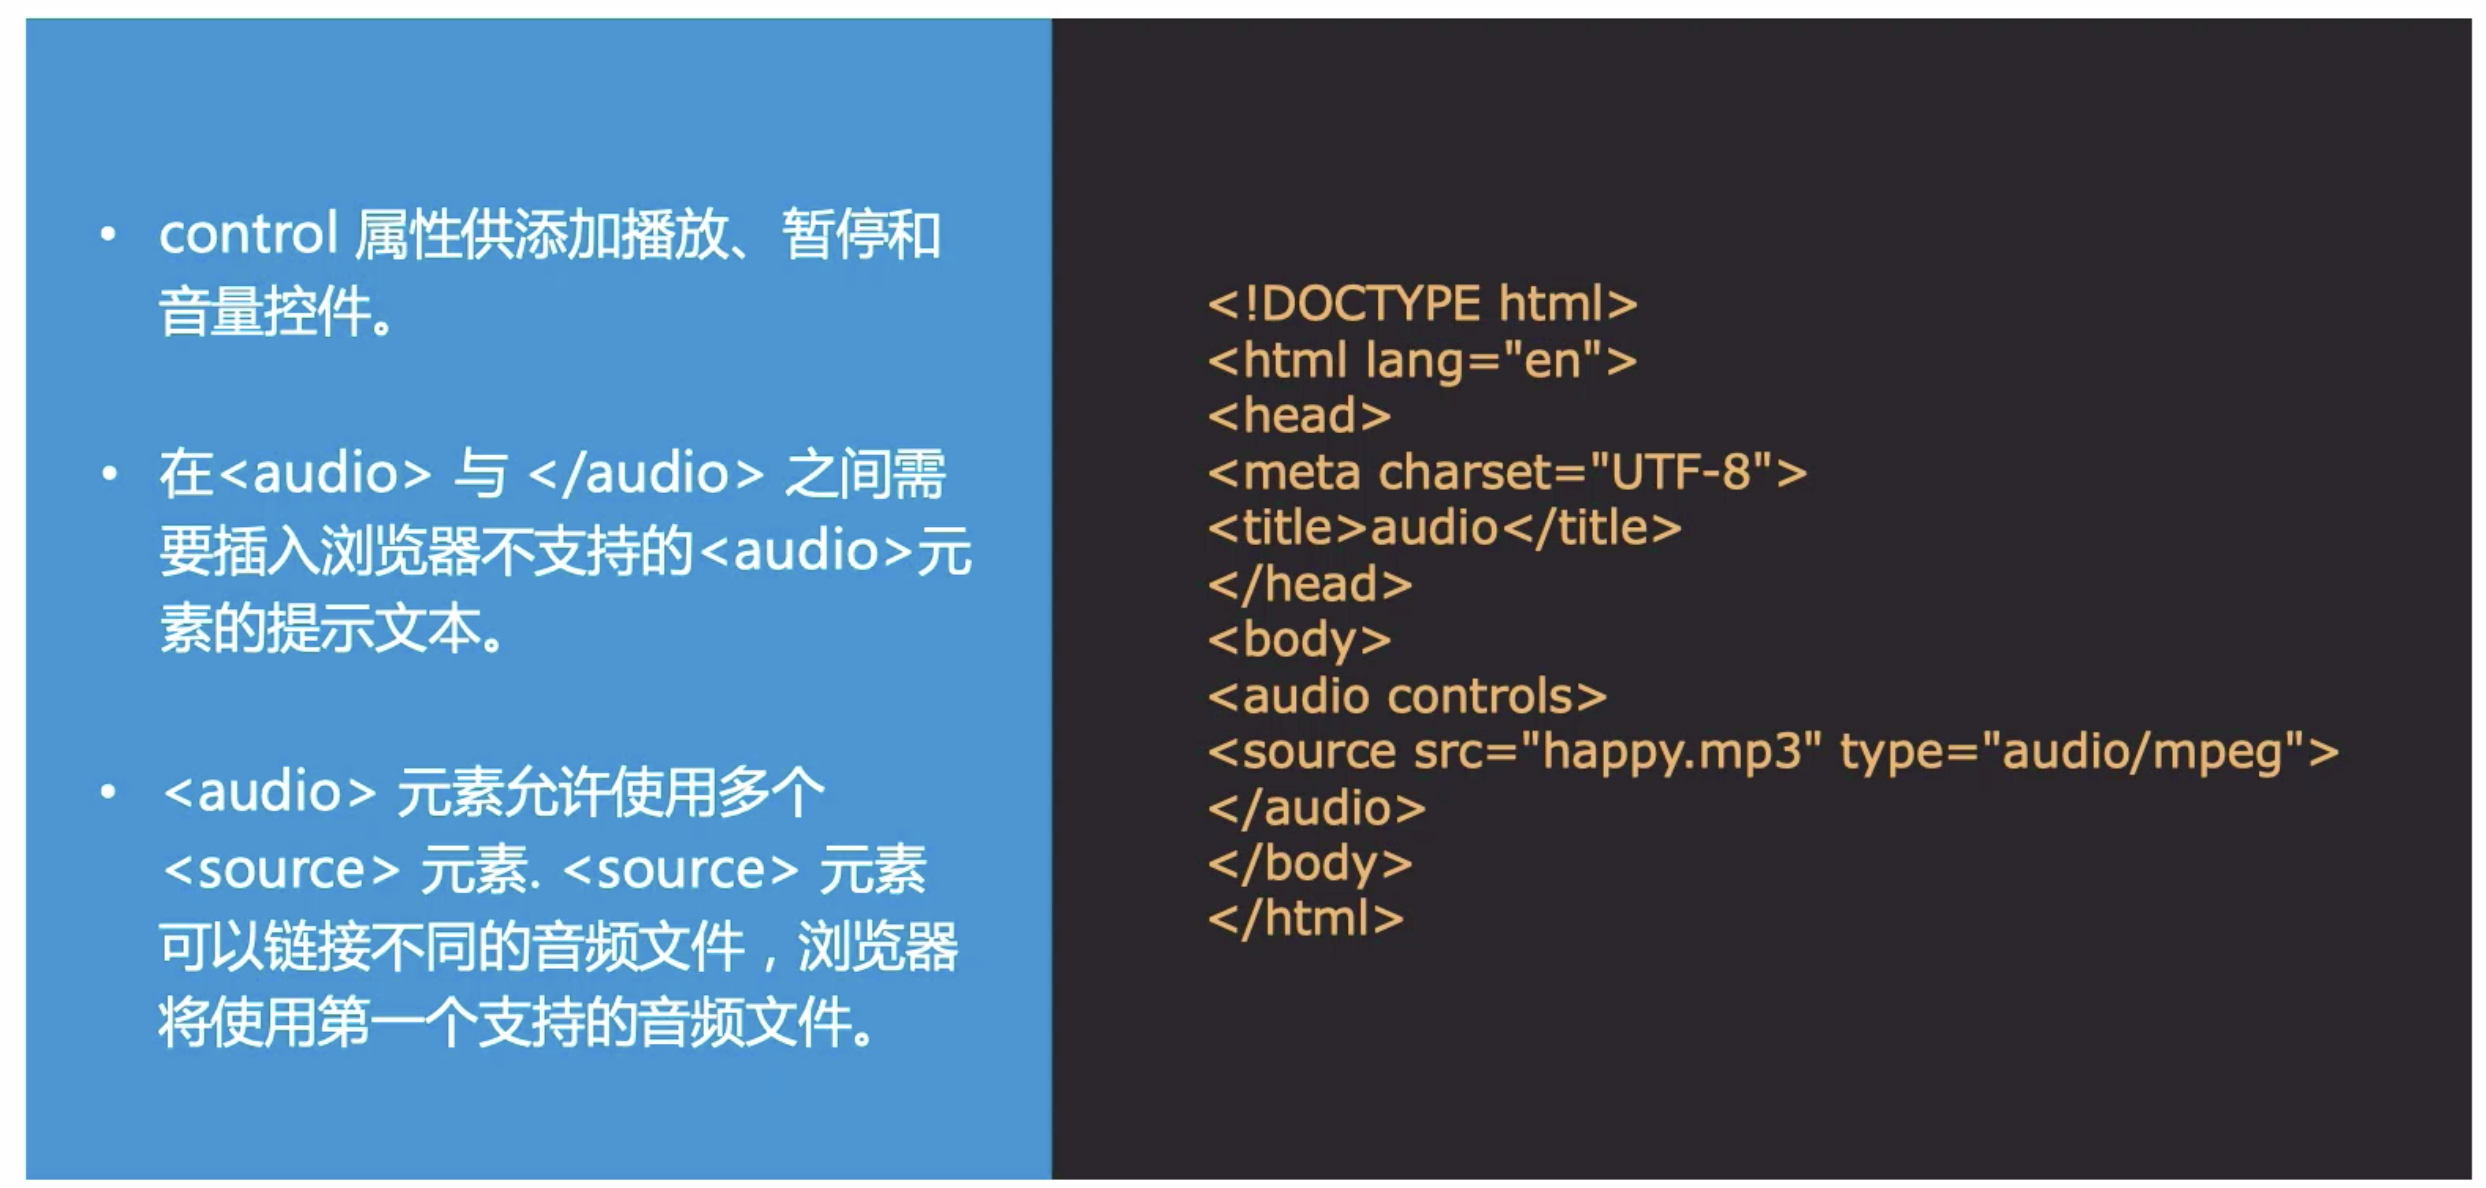 • control 属性供添加播放、暂停和
音量控件。
• 在<audio> 与 </audio> 之间需
要插入浏览器不支持的<audio>元
素的提示文本。
• <audio> 元素允许使用多个
<source> 元素. <source> 元素
可以链接不同的音频文件，浏览器
将使用第一个支持的音频文件。
<!DOCTYPE html>
<html lang="en">
<head>
<meta charset="UTF-8">
<title>audio</title>
</head>
<body>
<audio controls>
<source src="happy.mp3" type="audio/mpeg">
</audio>
</body>
</html>